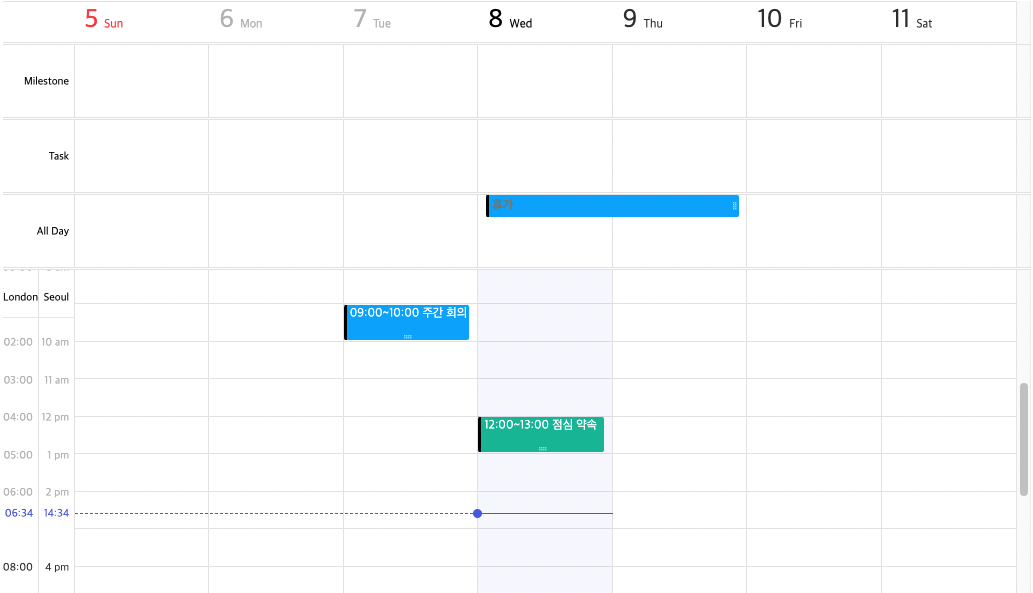 5 Sun 6 Mon 7 Tue 8 Wed 9 Thu 10 Fri 11 Sat
Milestone
Task
휴가
All Day
London Seoul
09:00~10:00 주간 회의
02:00 10 am
03:00 11 am
04:00 12 pm
12:00~13:00 점심 약속
05:00 1 pm
06:00 2 pm
06:34 14:34
08:00 4 pm